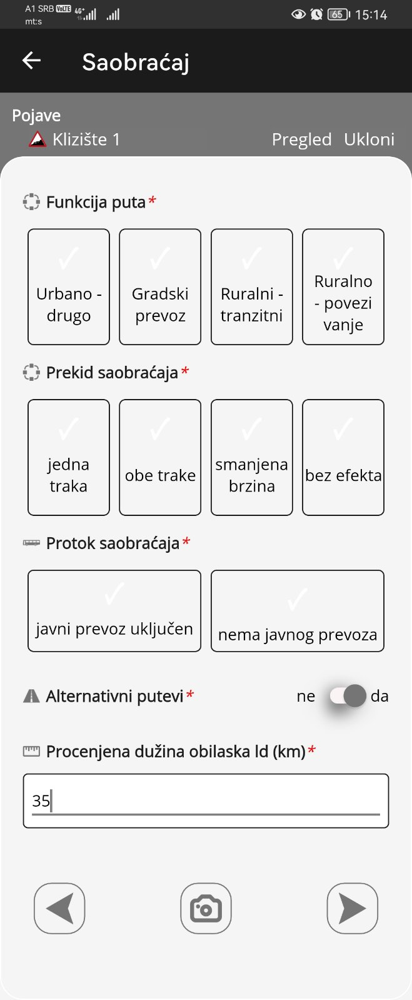 A1 SRB VoLTE 4G+ 65 15:14
mt:s
Saobraćaj
Pojave
Klizište 1 Pregled Ukloni
Funkcija puta*
Urbano -
drugo
Gradski
prevoz
Ruralni -
tranzitni
Ruralno
- povezi
vanje
Prekid saobraćaja*
jedna
traka
obe trake
smanjena
brzina
bez efekta
Protok saobraćaja*
javni prevoz uključen
nema javnog prevoza
Alternativni putevi* ne da
Procenjena dužina obilaska ld (km)*
35